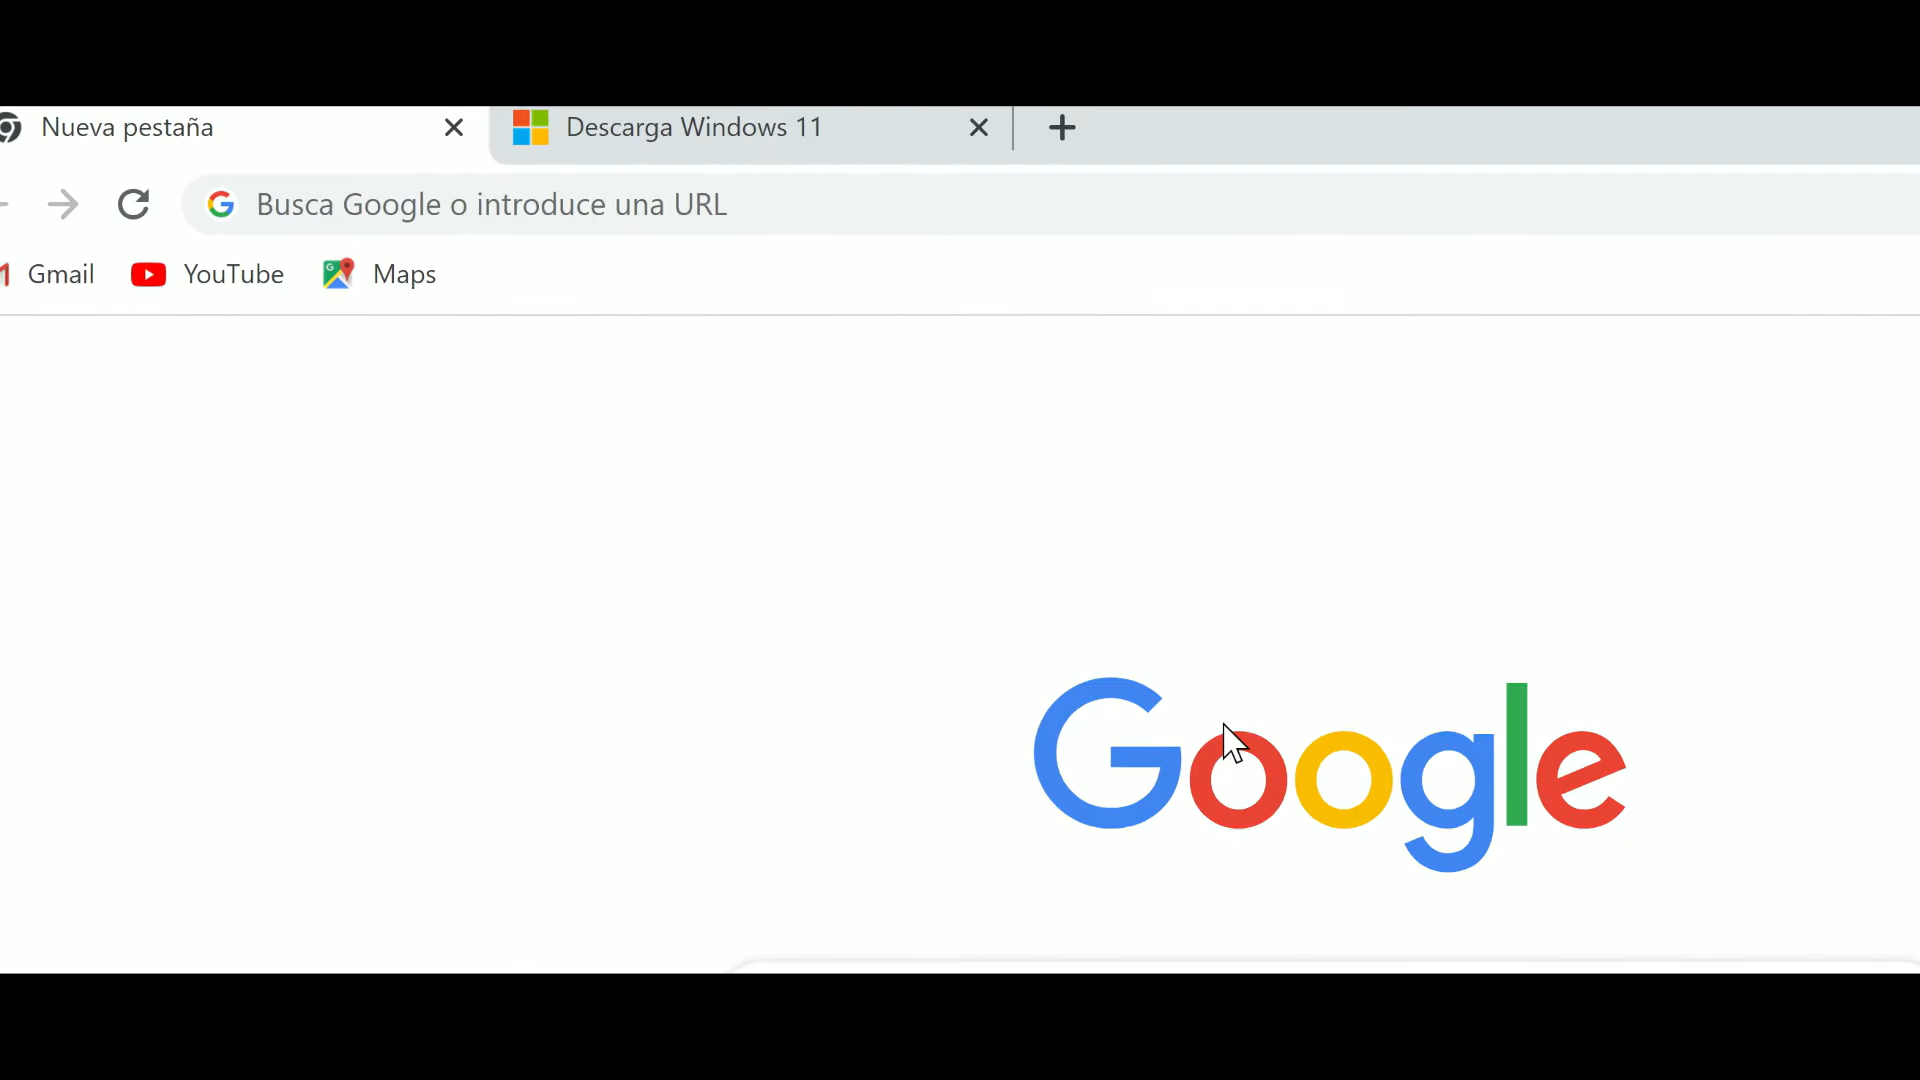 Nueva pestaña
Descarga Windows 11
Busca Google o introduce una URL
Gmail
YouTube
Maps
Google